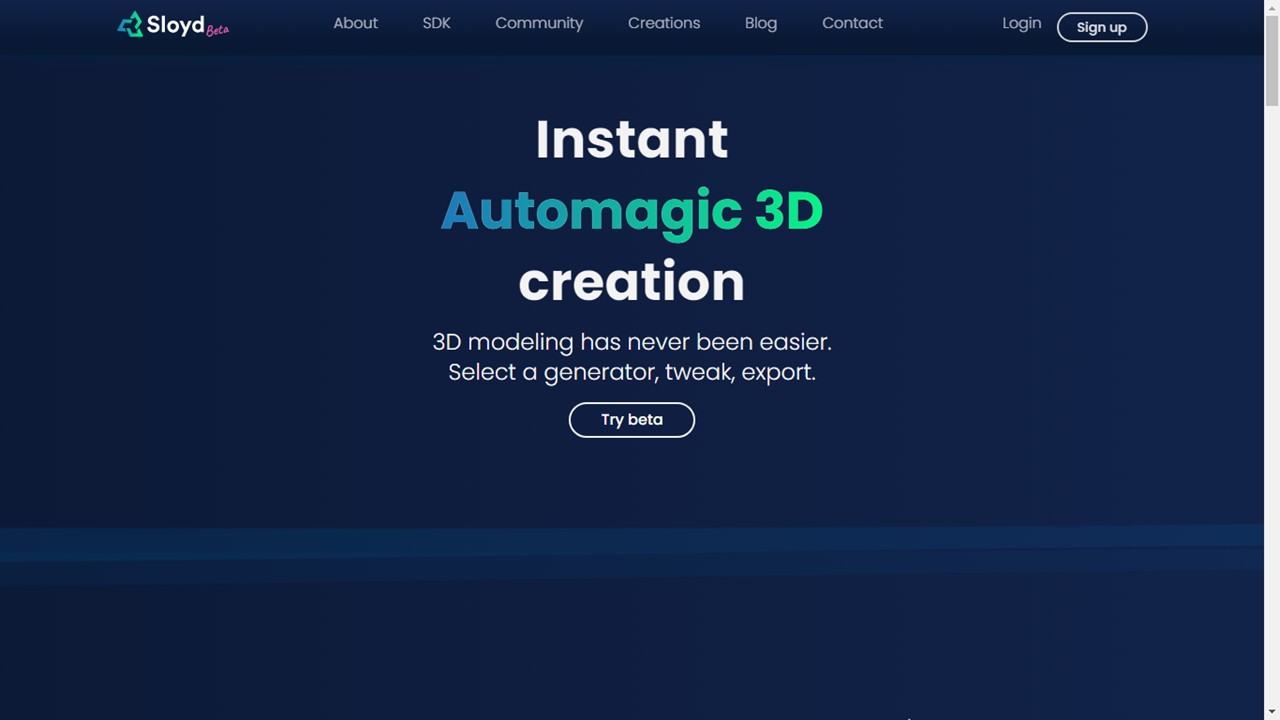 Sloyd Beta
About SDK Community Creations Blog Contact Login Sign up
Instant
Automagic 3D
creation
3D modeling has never been easier.
Select a generator, tweak, export.
Try beta